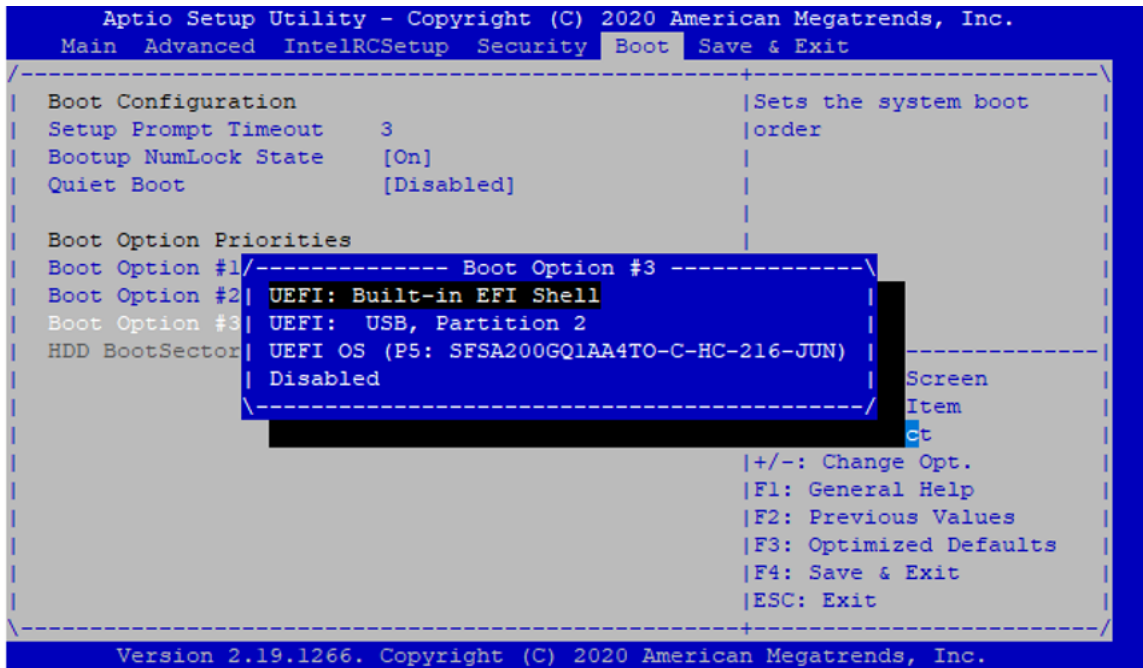 Aptio Setup Utility - Copyright (C) 2020 American Megatrends, Inc.
Main Advanced IntelRCSetup Security Boot Save & Exit
Boot Configuration
Setup Prompt Timeout 3
Bootup NumLock State [On]
Quiet Boot [Disabled]
Boot Option Priorities
Boot Option #1
Boot Option #2
Boot Option #3
HDD BootSector
Boot Option #3
UEFI: Built-in EFI Shell
UEFI: USB, Partition 2
UEFI OS (P5: SFSA200GQ1AA4TO-C-HC-216-JUN)
Disabled
Sets the system boot
order
Screen
Item
ct
+/-: Change Opt.
F1: General Help
F2: Previous Values
F3: Optimized Defaults
F4: Save & Exit
ESC: Exit
Version 2.19.1266. Copyright (C) 2020 American Megatrends, Inc.